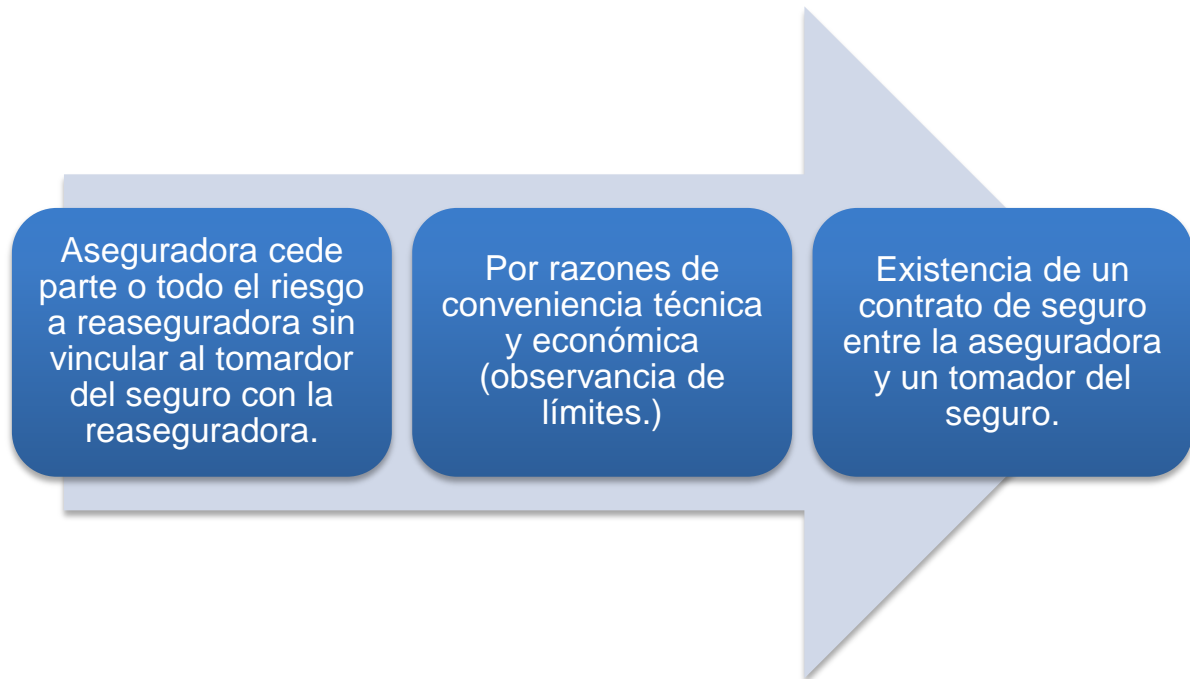 Aseguradora cede
parte o todo el riesgo
a reaseguradora sin
vincular al tomardor
del seguro con la
reaseguradora.
Por razones de
conveniencia técnica
y económica
(observancia de
límites.)
Existencia de un
contrato de seguro
entre la aseguradora
y un tomador del
seguro.